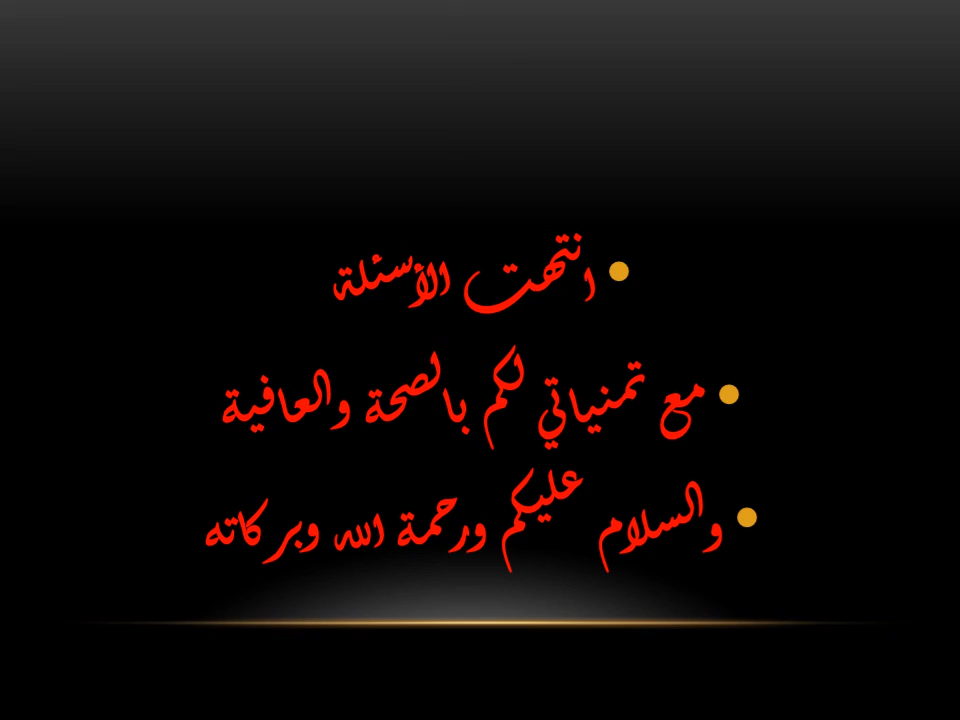 • انتهت الأسئلة
• مع تمنياتي لكم بالصحة والعافية
• والسلام عليكم ورحمة الله وبركاته